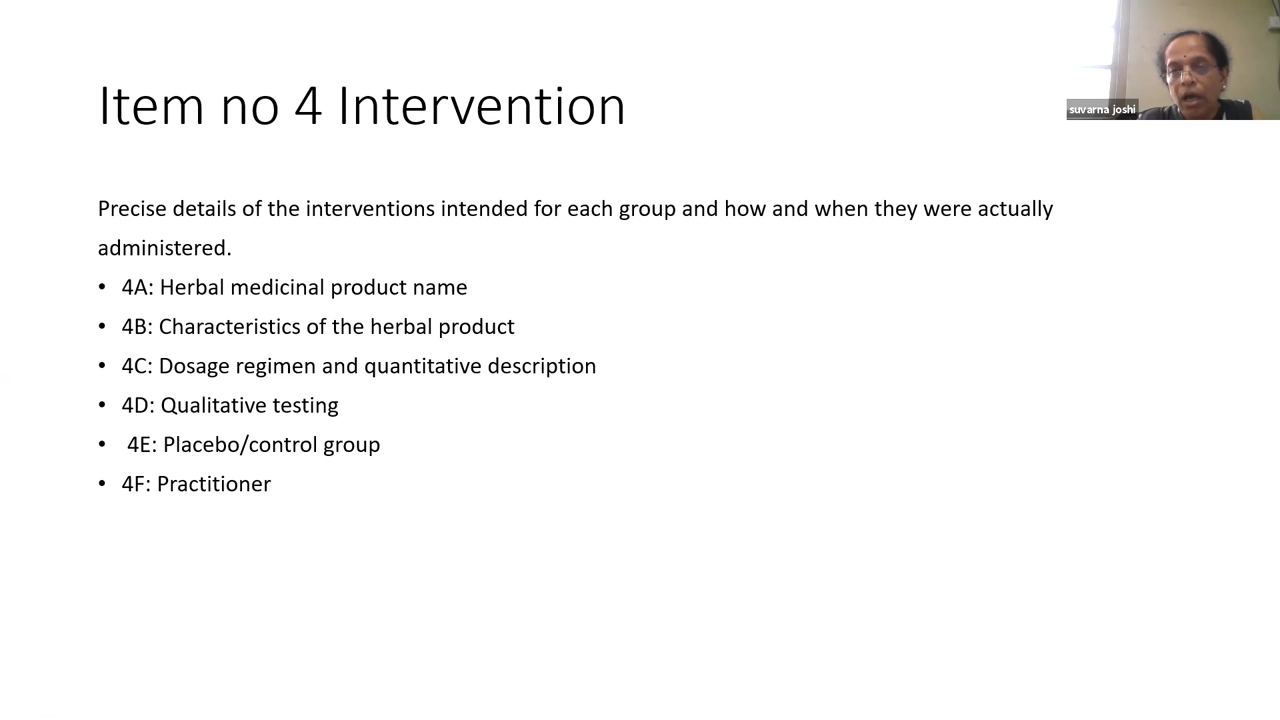 Item no 4 Intervention
suvarna joshi
Precise details of the interventions intended for each group and how and when they were actually
administered.
• 4A: Herbal medicinal product name
• 4B: Characteristics of the herbal product
• 4C: Dosage regimen and quantitative description
• 4D: Qualitative testing
• 4E: Placebo/control group
• 4F: Practitioner